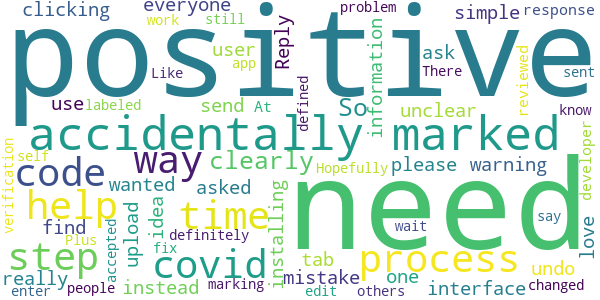 clicking everyone problem simple response
work still
positive
user Reply
Like app ask There sent
information reviewed
use labeled send At defined So unclear know
accidentally marked
code way clearly Hopefully please warning
self verification developer
wanted asked installing
help time upload idea
find definitely wait say love
Plus fix
need
step accepted covid tab one process undo
really instead mistake interface
enter people marking edit others changed